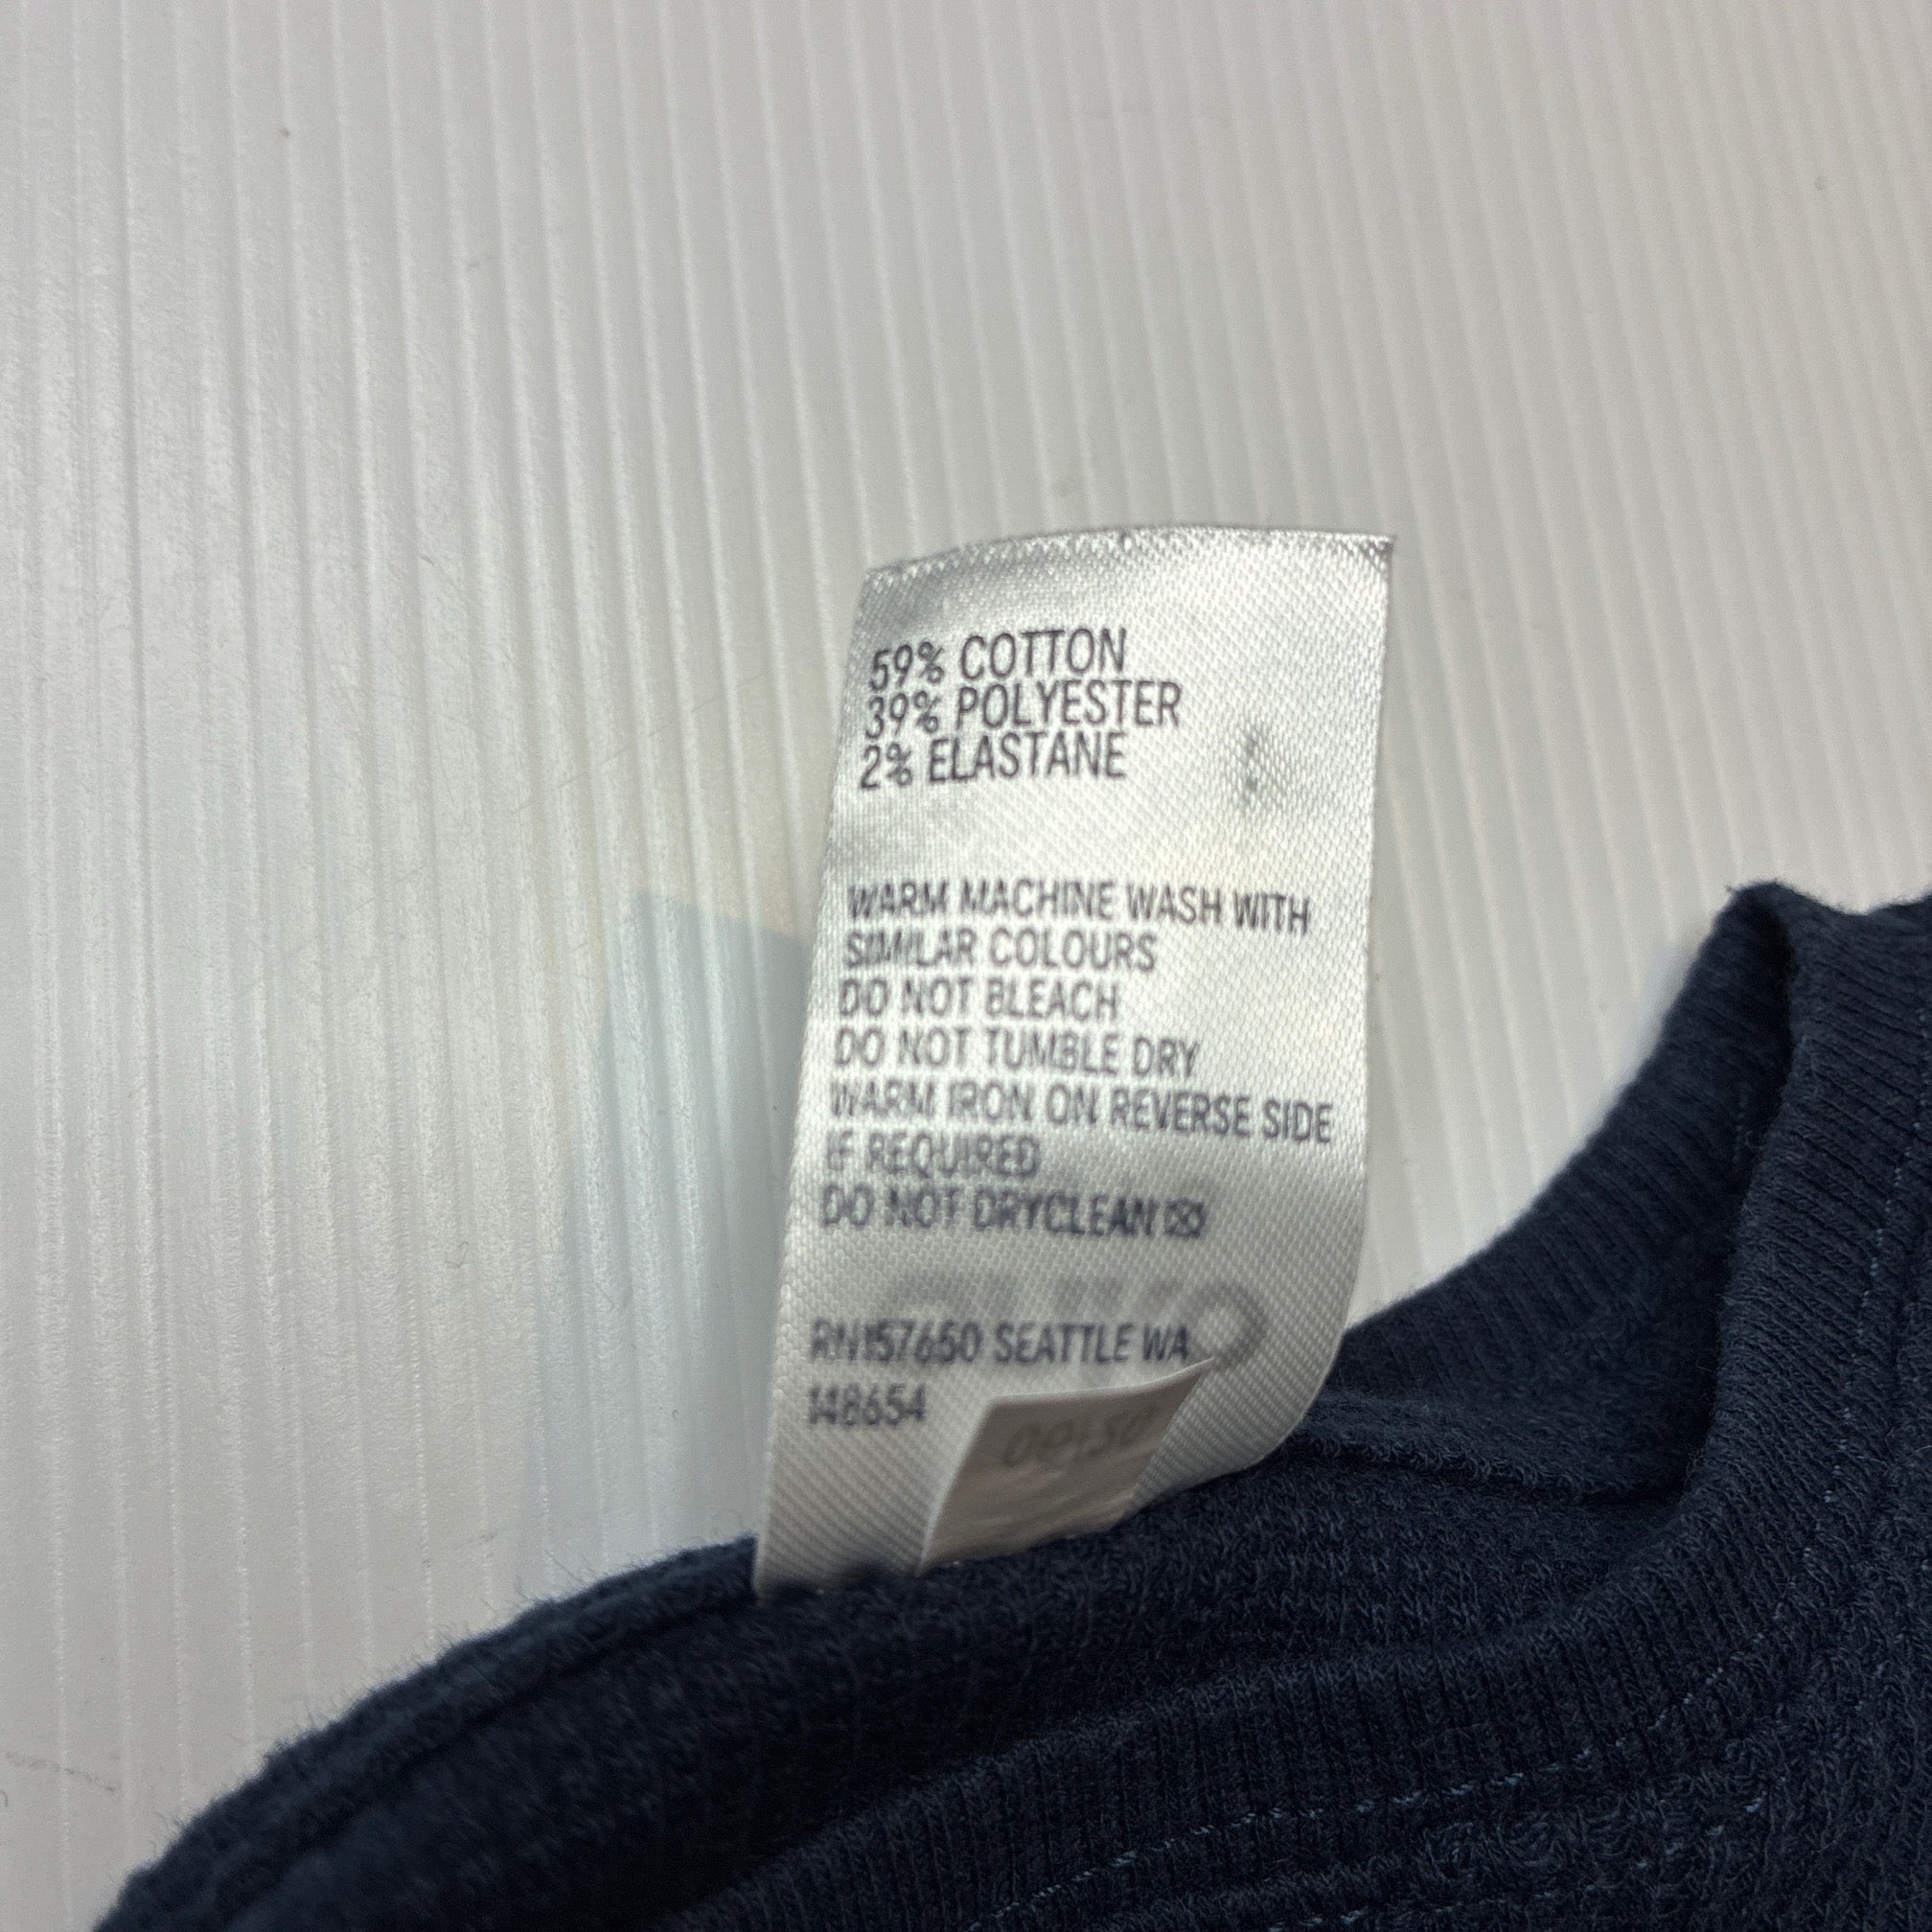 59% COTTON
39% POLYESTER
2% ELASTANE
WARM MACHINE WASH WITH
SIMILAR COLOURS
DO NOT BLEACH
DO NOT TUMBLE DRY
WARM IRON ON REVERSE SIDE
IF REQUIRED
DO NOT DRYCLEAN
RN157650 SEATTLE WA
148654